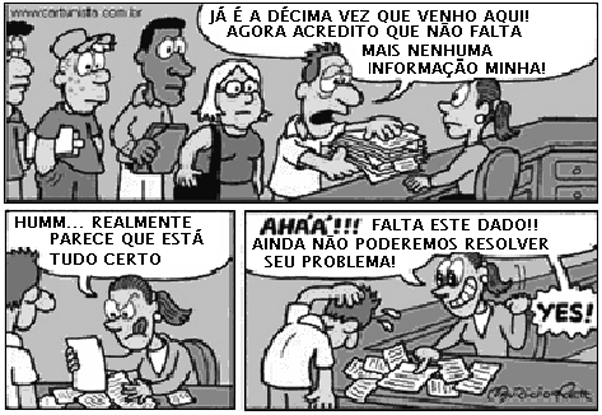 www.cartunista.com.br
JÁ É A DÉCIMA VEZ QUE VENHO AQUI!
AGORA ACREDITO QUE NÃO FALTA
MAIS NENHUMA
INFORMAÇÃO MINHA!
HUMM... REALMENTE
PARECE QUE ESTÁ
TUDO CERTO
AHÁ'Á'!!! FALTA ESTE DADO!!
AINDA NÃO PODEREMOS RESOLVER
SEU PROBLEMA!
YES!